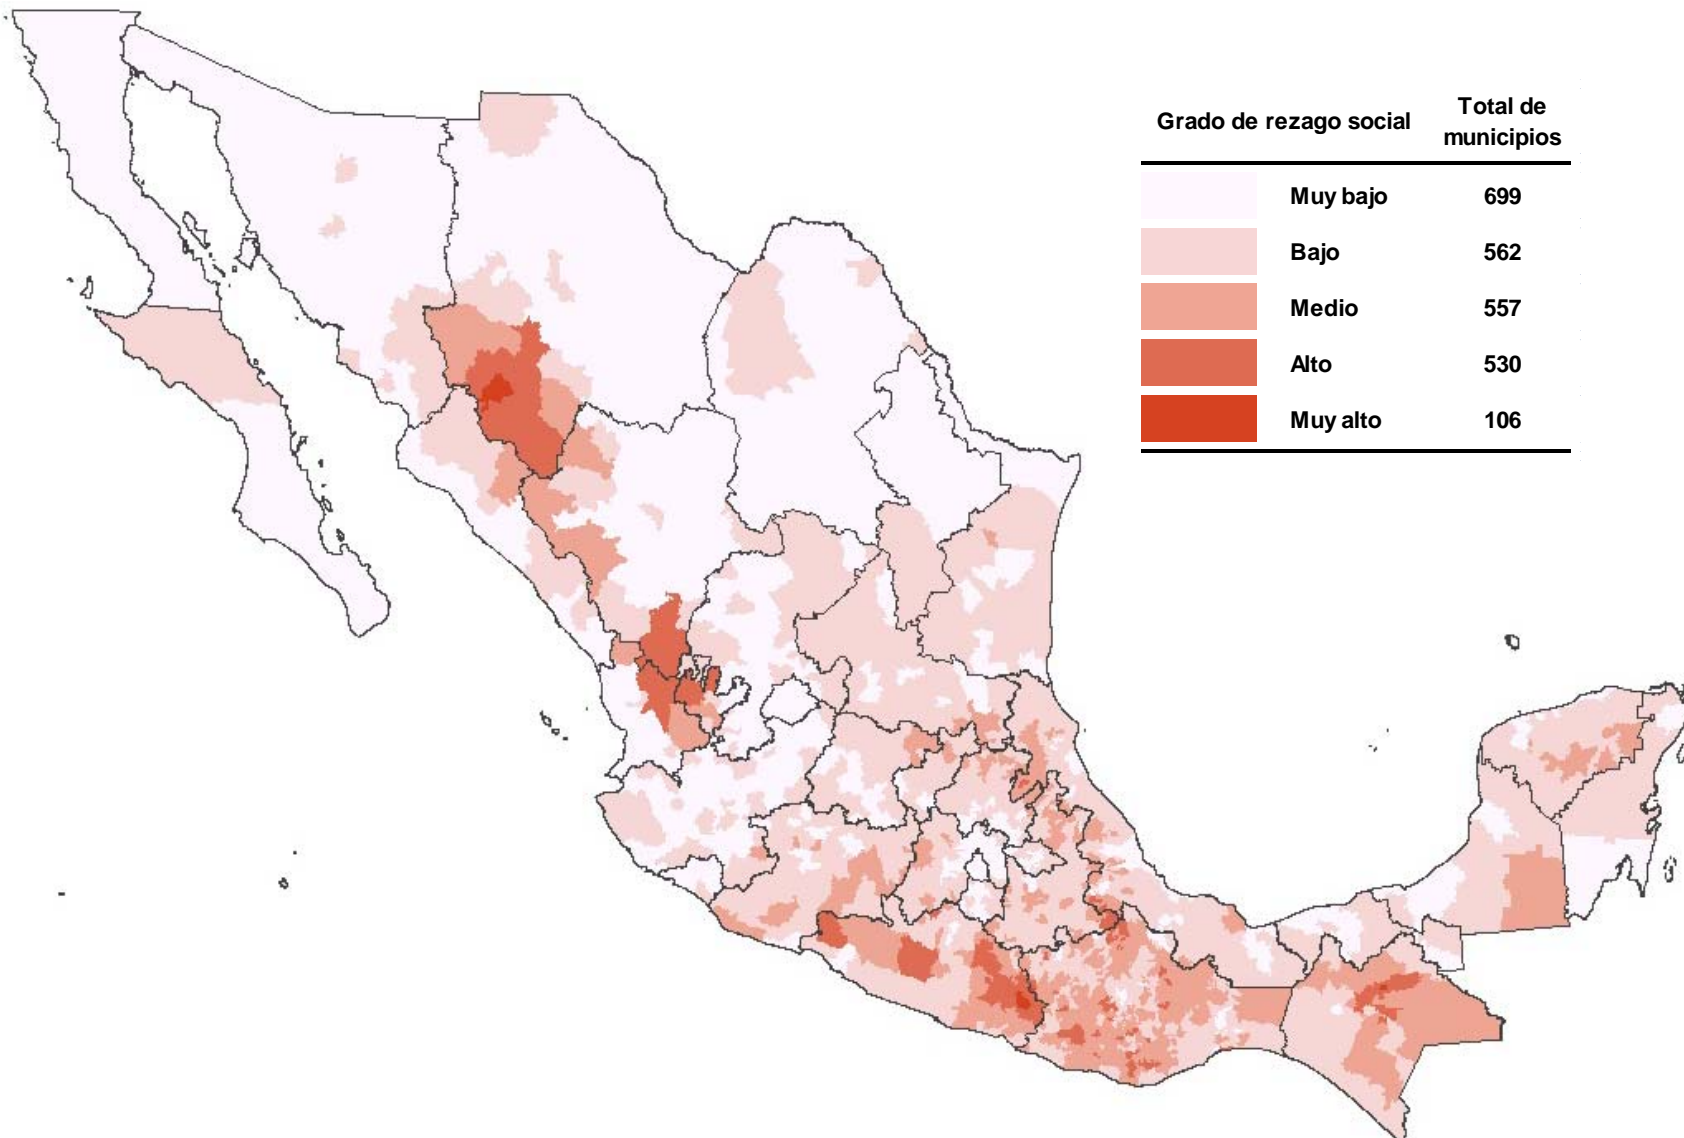 Grado de rezago social
Total de
municipios
Muy bajo 699
Bajo 562
Medio 557
Alto 530
Muy alto 106